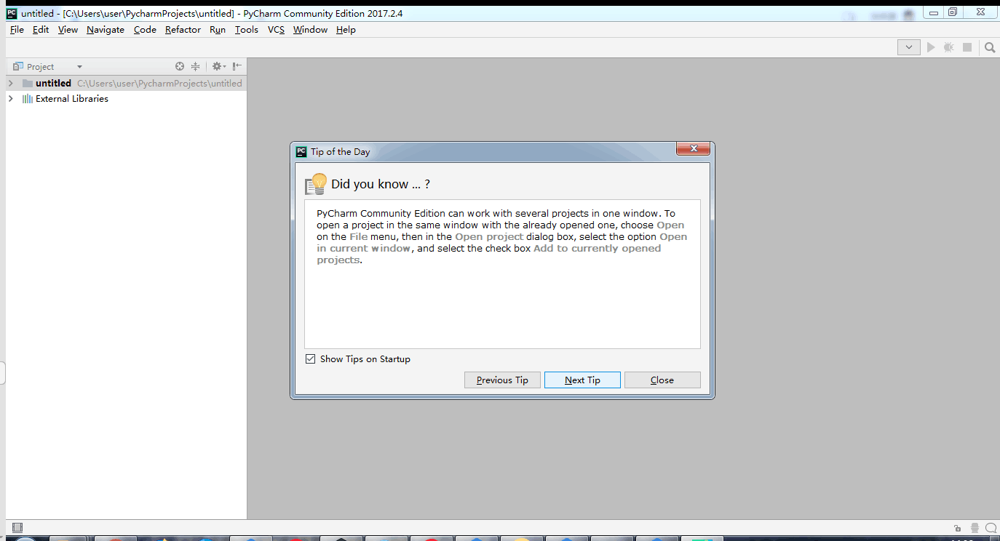 untitled - [C:\Users\user\PycharmProjects\untitled] - PyCharm Community Edition 2017.2.4
File Edit View Navigate Code Refactor Run Tools VCS Window Help
Project
untitled C:\Users\user\PycharmProjects\untitled
External Libraries
Tip of the Day
Did you know ... ?
PyCharm Community Edition can work with several projects in one window. To
open a project in the same window with the already opened one, choose Open
on the File menu, then in the Open project dialog box, select the option Open
in current window, and select the check box Add to currently opened
projects.
Show Tips on Startup
Previous Tip Next Tip Close